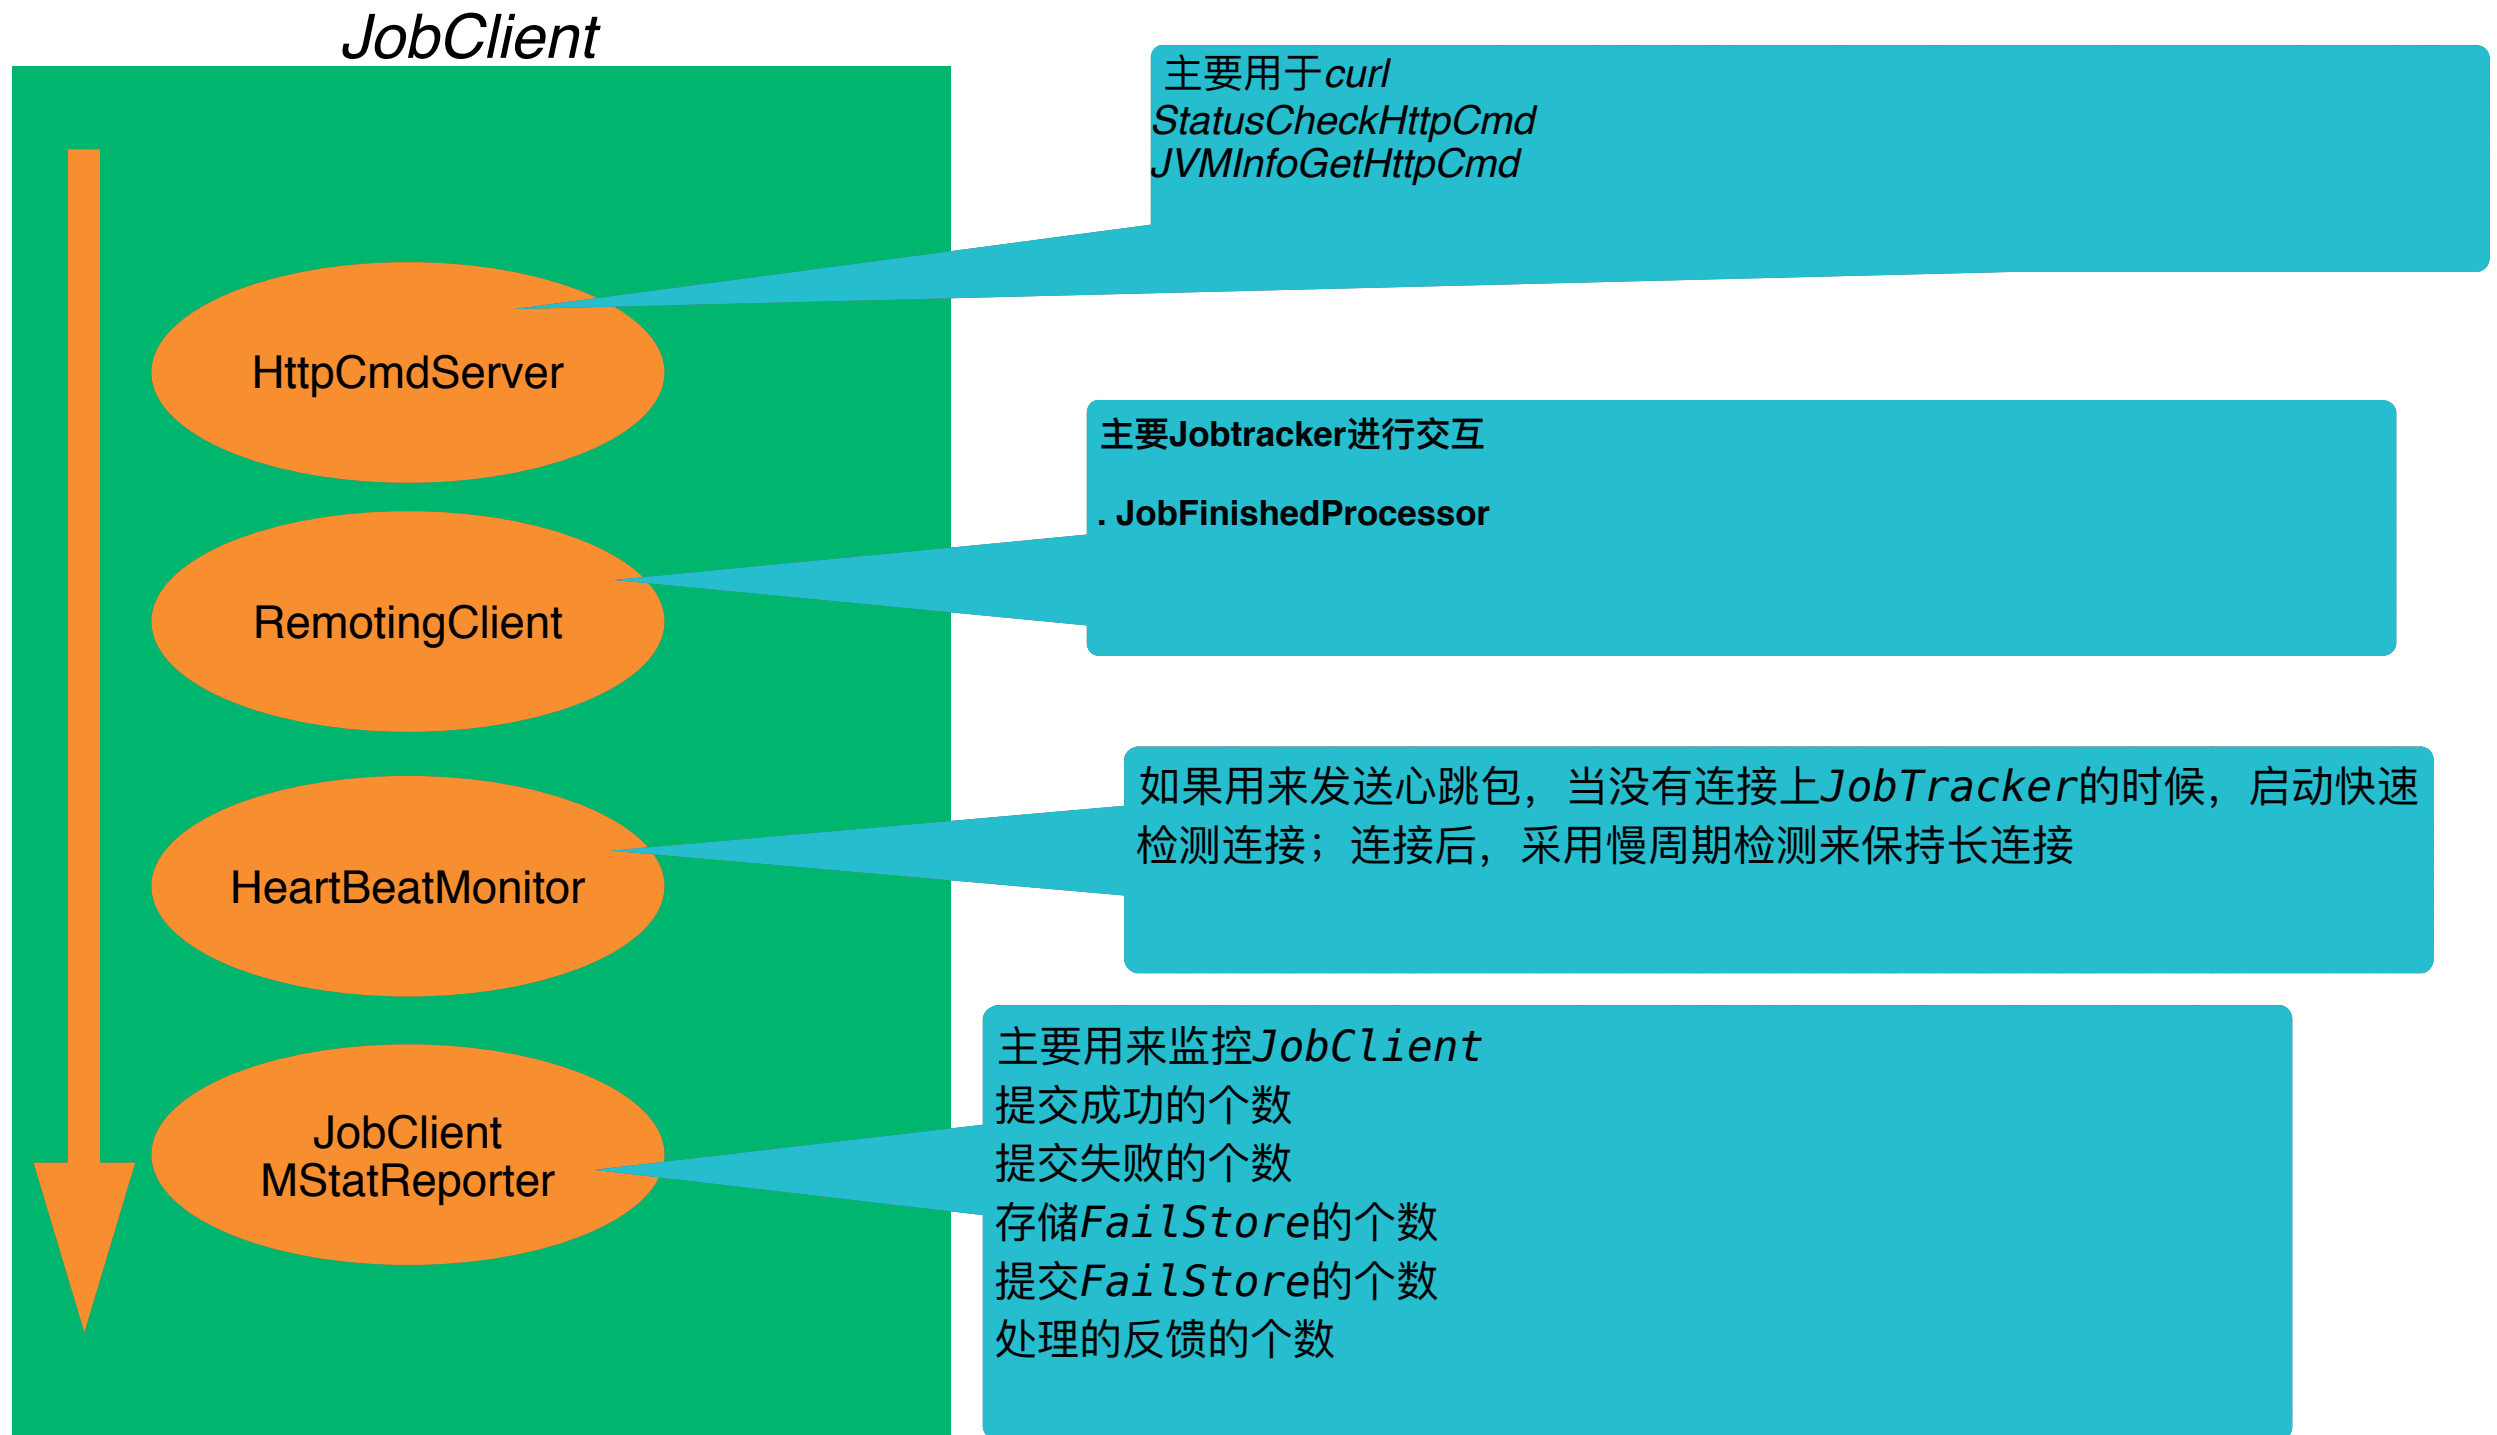 JobClient
主要用于curl
StatusCheckHttpCmd
JVMInfoGetHttpCmd
HttpCmdServer
主要Jobtracker进行交互
. JobFinishedProcessor
RemotingClient
如果用来发送心跳包，当没有连接上JobTracker的时候，启动快速
检测连接；连接后，采用慢周期检测来保持长连接
HeartBeatMonitor
主要用来监控JobClient
提交成功的个数
提交失败的个数
存储FailStore的个数
提交FailStore的个数
处理的反馈的个数
JobClient
MStatReporter